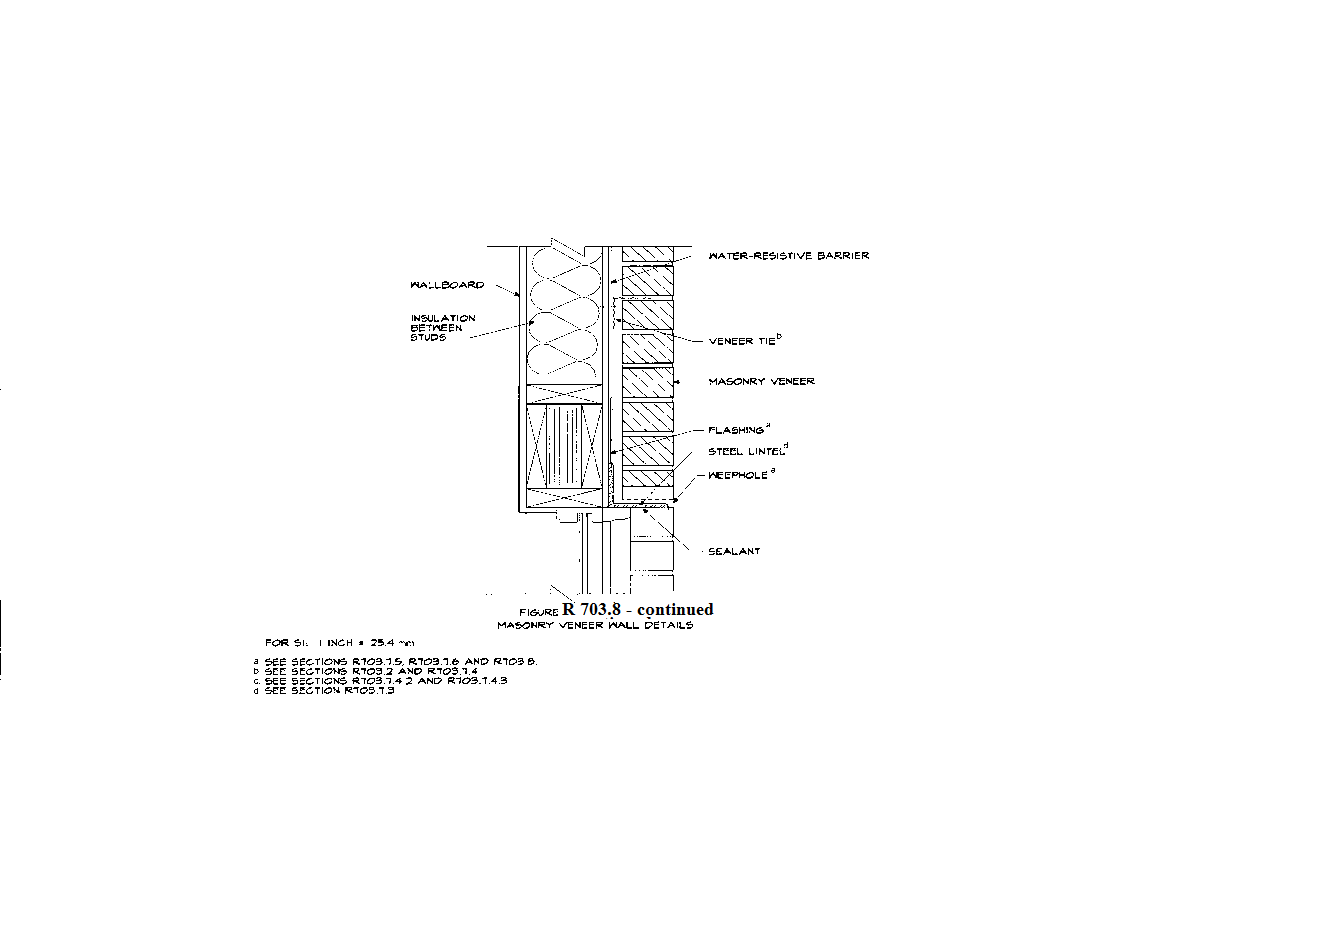 WATER-RESISTIVE BARRIER
WALLBOARD
INSULATION
BETWEEN
STUDS
VENEER TIE b
MASONRY VENEER
FLASHING a
STEEL LINTEL d
WEEPHOLE a
SEALANT
FIGURE R 703.8 - continued
MASONRY VENEER WALL DETAILS
FOR SI: 1 INCH = 25.4 mm
a SEE SECTIONS R703.7.5, R703.7.6 AND R703.8.
b SEE SECTIONS R703.2 AND R703.7.4
c. SEE SECTIONS R703.7.4.2 AND R703.7.4.3
d SEE SECTION R703.7.3